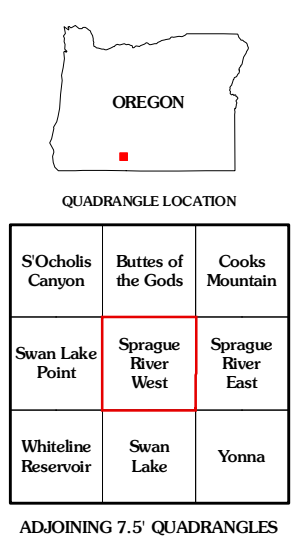 OREGON
QUADRANGLE LOCATION
S'Ocholis
Canyon
Buttes of
the Gods
Cooks
Mountain
Swan Lake
Point
Sprague
River
West
Sprague
River
East
Whiteline
Reservoir
Swan
Lake
Yonna
ADJOINING 7.5' QUADRANGLES